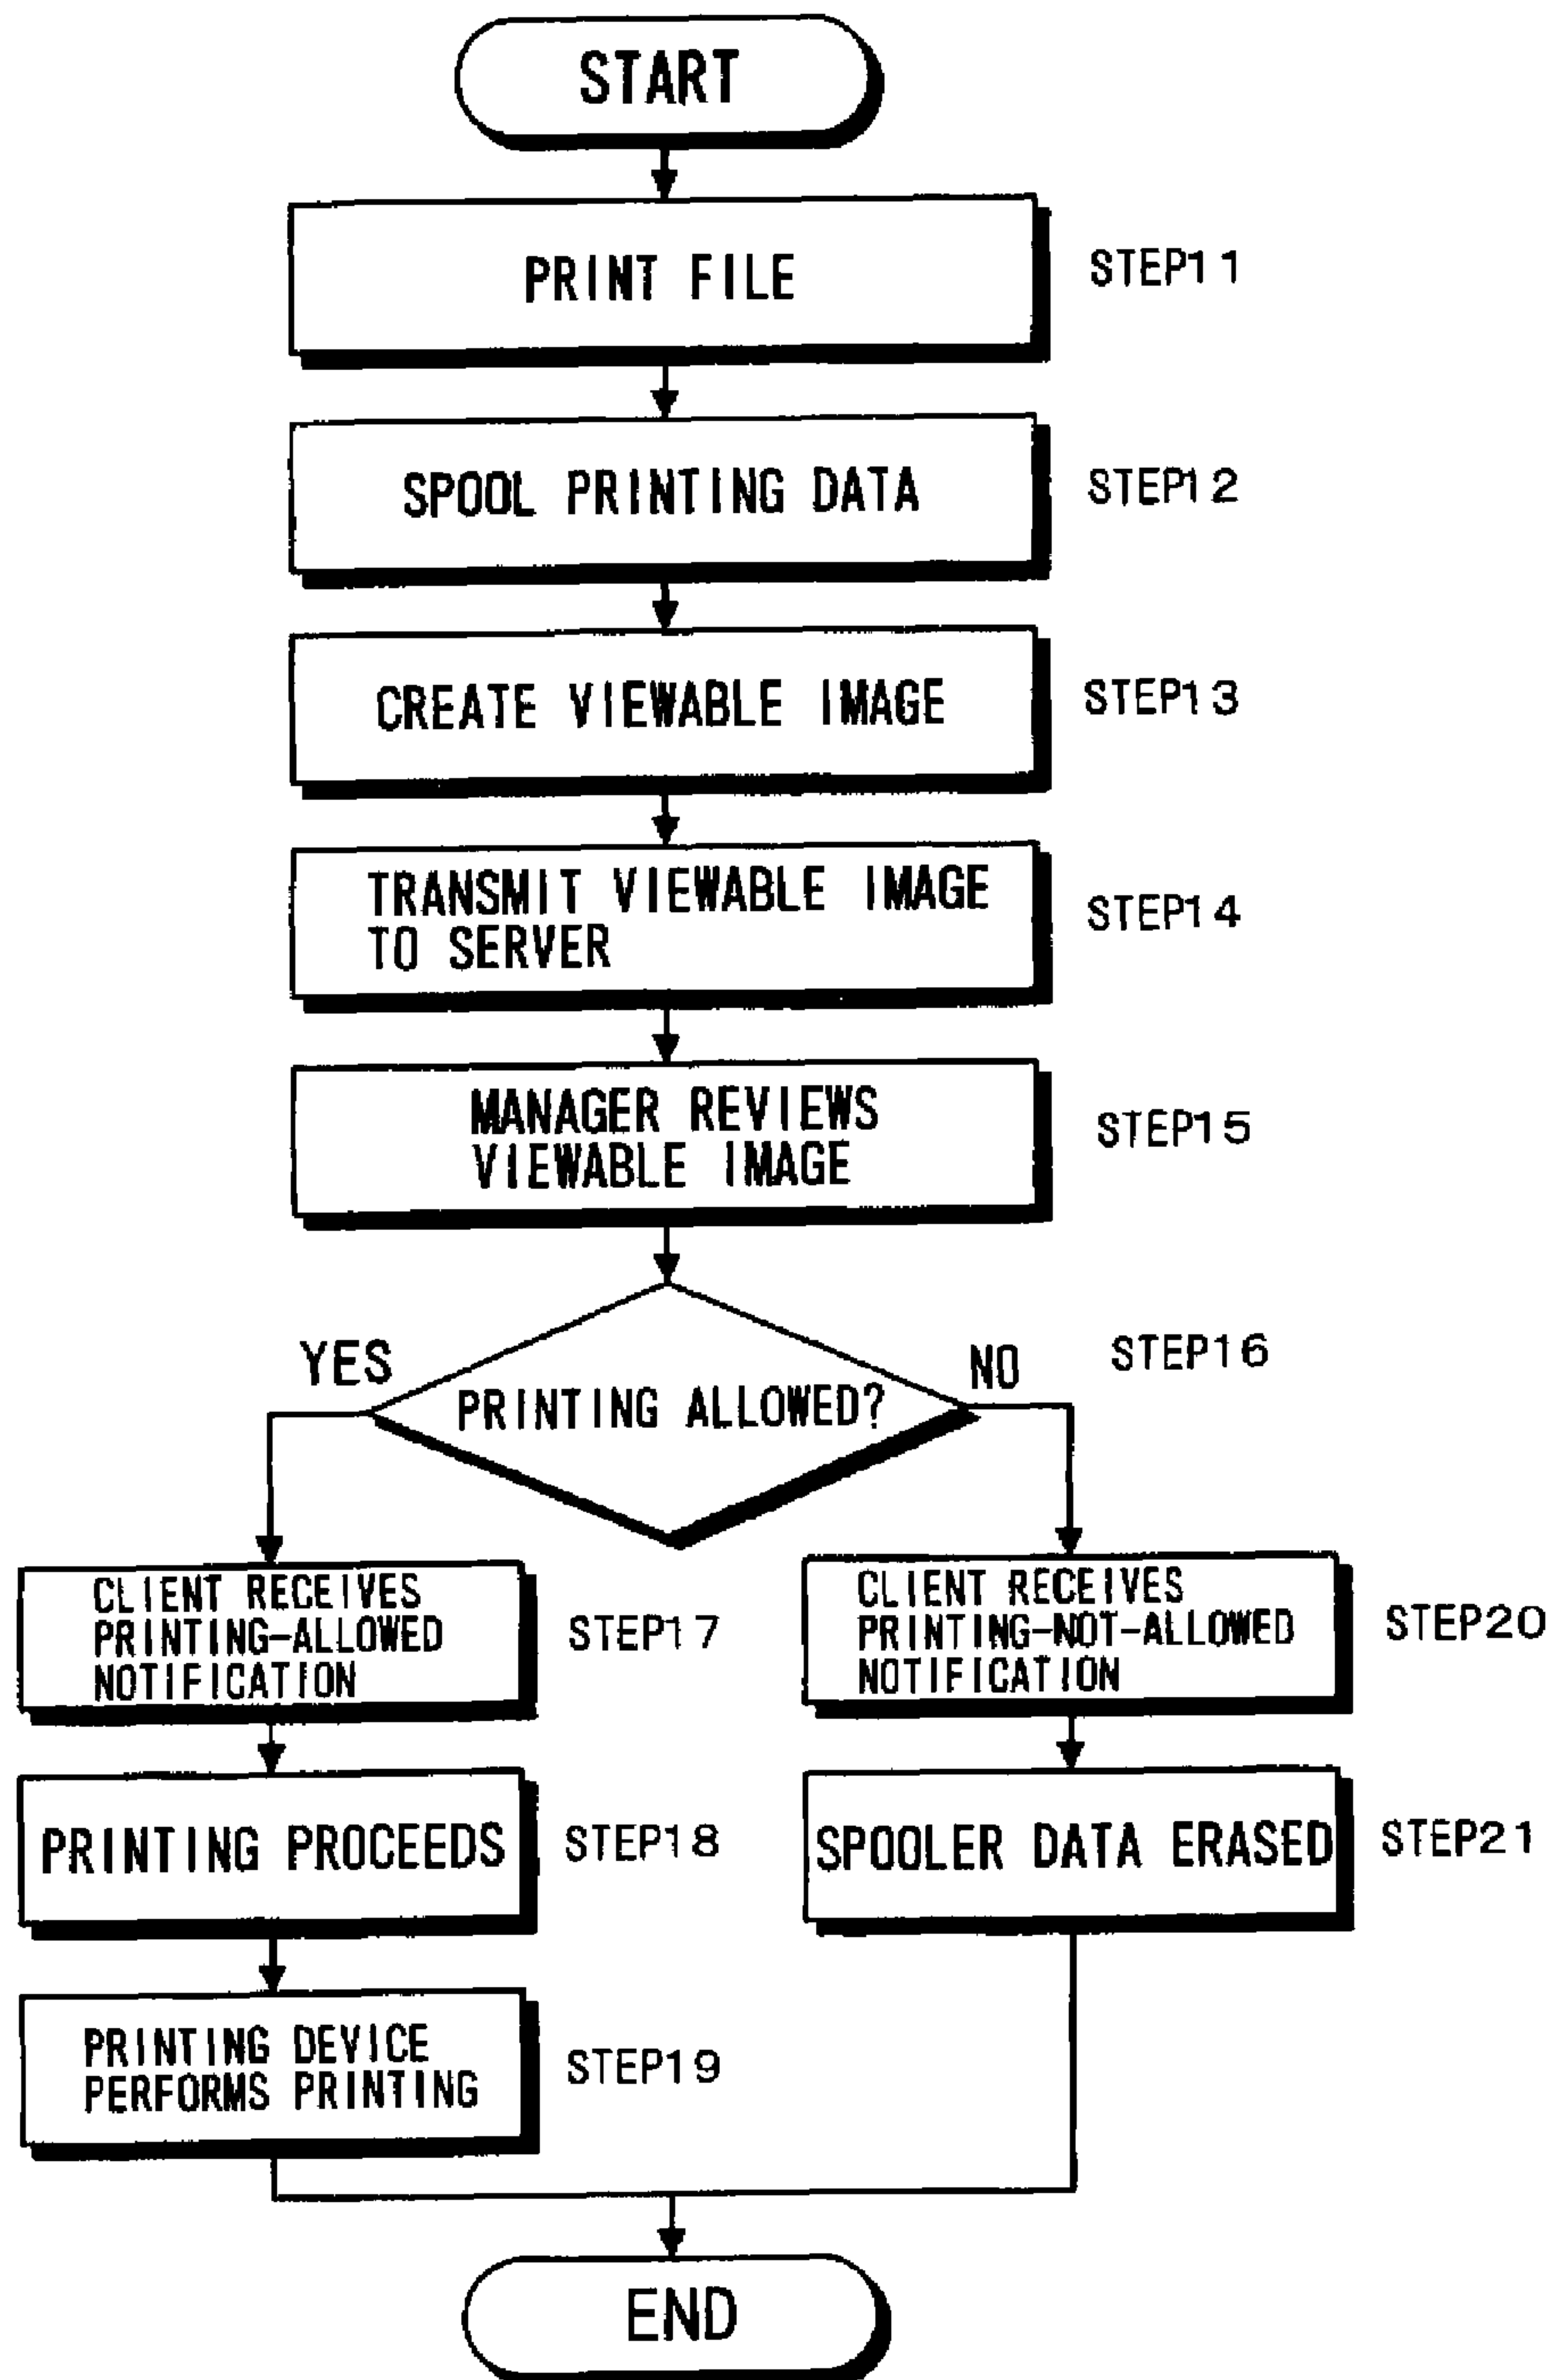 START
PRINT FILE
STEP11
SPOOL PRINTING DATA
STEP12
CREATE VIEWABLE IMAGE
STEP13
TRANSMIT VIEWABLE IMAGE
TO SERVER
STEP14
MANAGER REVIEWS
VIEWABLE IMAGE
STEP15
YES
PRINTING ALLOWED?
NO
STEP16
CLIENT RECEIVES
PRINTING-ALLOWED
NOTIFICATION
STEP17
CLIENT RECEIVES
PRINTING-NOT-ALLOWED
NOTIFICATION
STEP20
PRINTING PROCEEDS
STEP18
SPOOLER DATA ERASED
STEP21
PRINTING DEVICE
PERFORMS PRINTING
STEP19
END